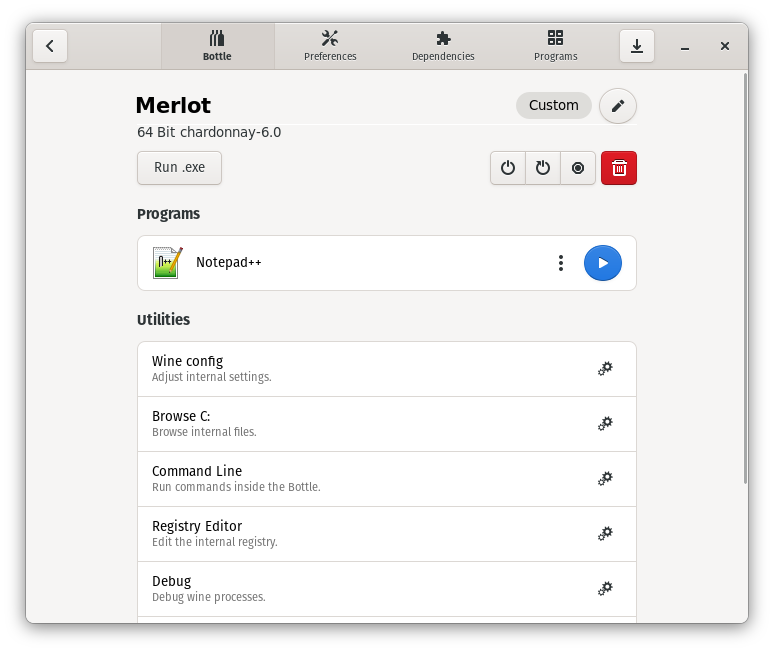 Bottle
Preferences
Dependencies
Programs
Merlot
Custom
64 Bit chardonnay-6.0
Run .exe
Programs
Notepad++
Utilities
Wine config
Adjust internal settings.
Browse C:
Browse internal files.
Command Line
Run commands inside the Bottle.
Registry Editor
Edit the internal registry.
Debug
Debug wine processes.